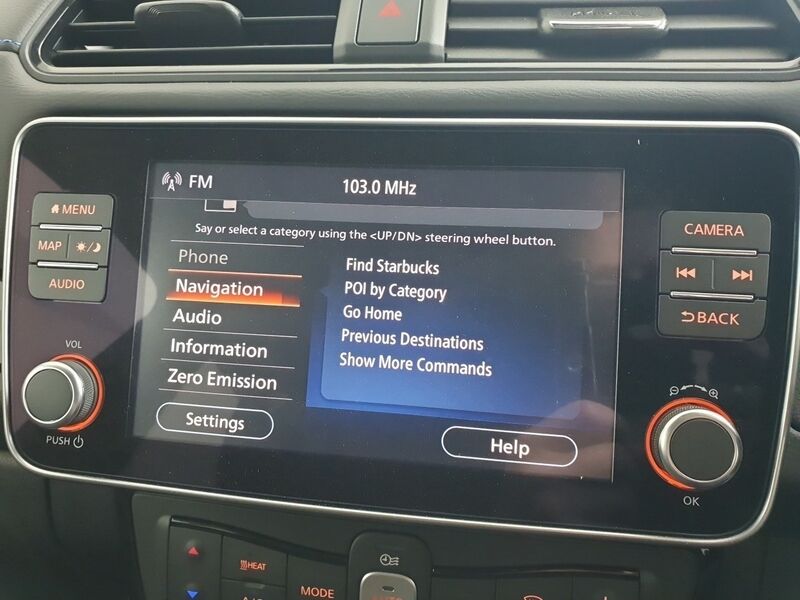 FM 103.0 MHz
Say or select a category using the <UP/DN> steering wheel button.
Phone
Navigation
Audio
Information
Zero Emission
Settings
Find Starbucks
POI by Category
Go Home
Previous Destinations
Show More Commands
Help
MENU
MAP
AUDIO
VOL
PUSH
CAMERA
BACK
OK
HEAT
MODE